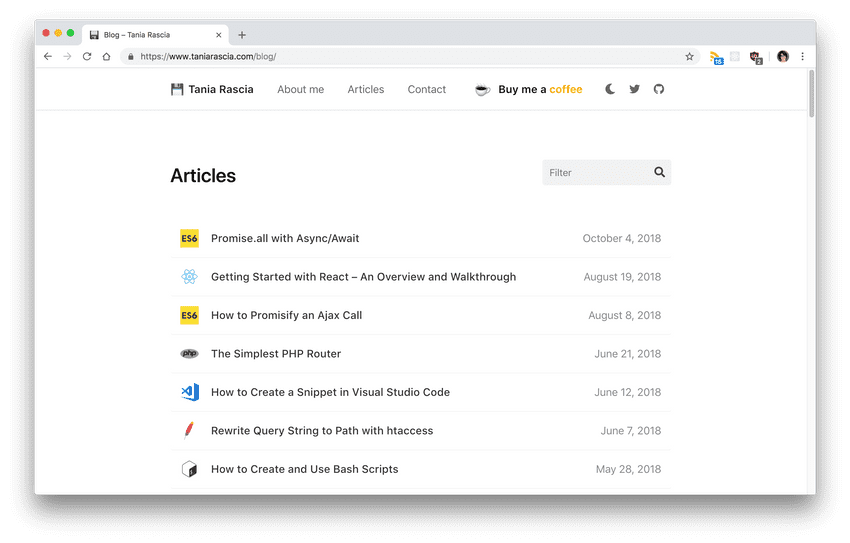 Blog – Tania Rascia
https://www.taniarascia.com/blog/
16
2
Tania Rascia About me Articles Contact Buy me a coffee
Articles
Filter
ES6 Promise.all with Async/Await October 4, 2018
Getting Started with React – An Overview and Walkthrough August 19, 2018
ES6 How to Promisify an Ajax Call August 8, 2018
php The Simplest PHP Router June 21, 2018
How to Create a Snippet in Visual Studio Code June 12, 2018
Rewrite Query String to Path with htaccess June 7, 2018
How to Create and Use Bash Scripts May 28, 2018